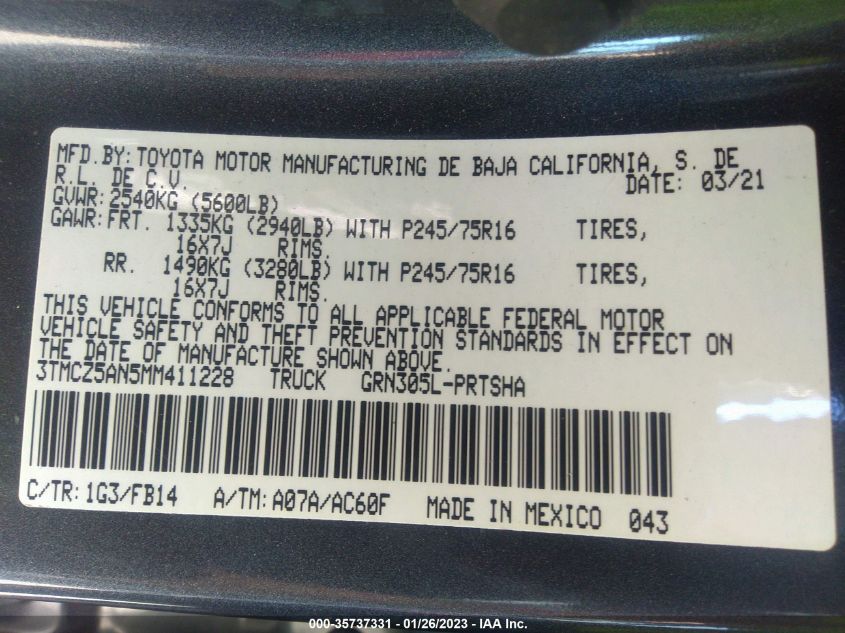 MFD.BY: TOYOTA MOTOR MANUFACTURING DE BAJA CALIFORNIA, S. DE
R.L. DE C.V. DATE: 03/21
GVWR: 2540KG (5600LB)
GAWR: FRT. 1335KG (2940LB) WITH P245/75R16 TIRES,
16X7J RIMS.
RR. 1490KG (3280LB) WITH P245/75R16 TIRES,
16X7J RIMS.
THIS VEHICLE CONFORMS TO ALL APPLICABLE FEDERAL MOTOR
VEHICLE SAFETY AND THEFT PREVENTION STANDARDS IN EFFECT ON
THE DATE OF MANUFACTURE SHOWN ABOVE.
3TMCZ5AN5MM411228 TRUCK GRN305L-PRTSHA
C/TR: 1G3/FB14 A/TM: A07A/AC60F MADE IN MEXICO 043
000-35737331 - 01/26/2023 - IAA Inc.